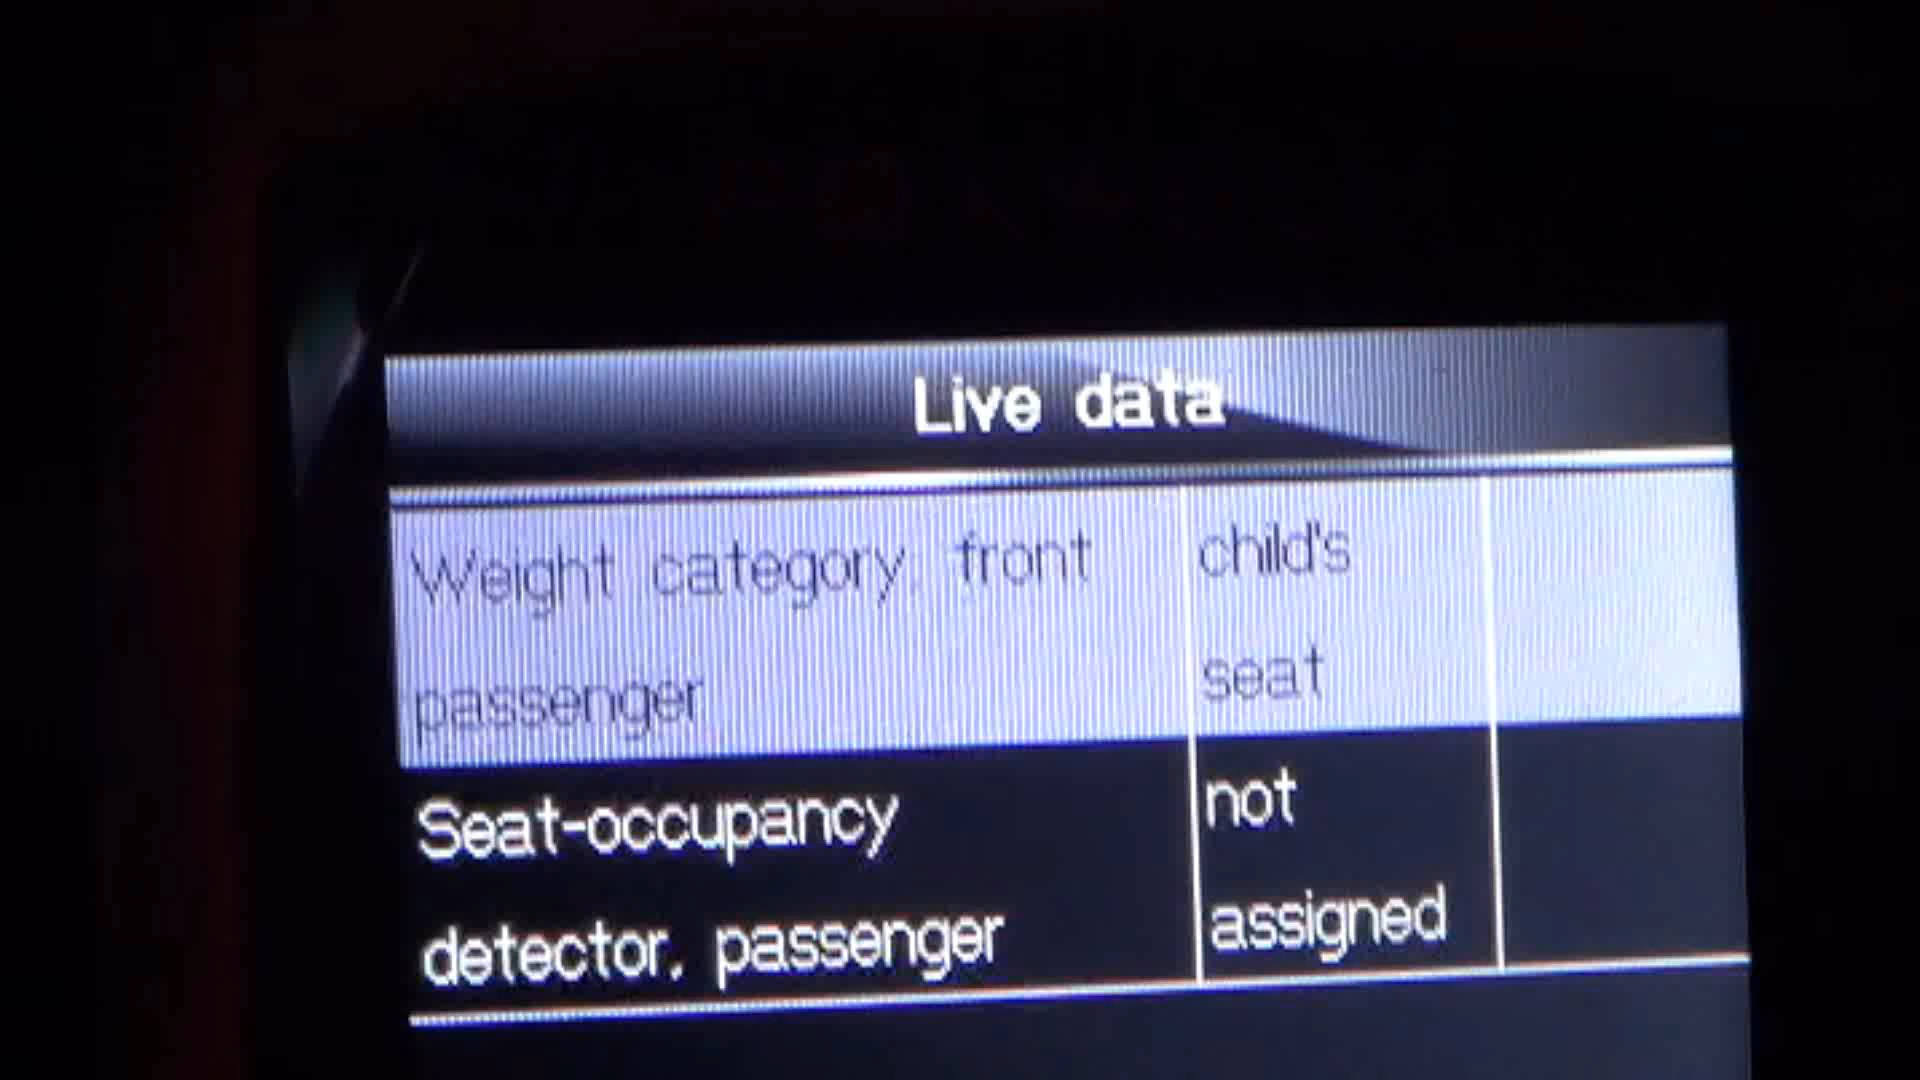 Live data
Weight category, front
passenger
child's
seat
Seat-occupancy
detector, passenger
not
assigned